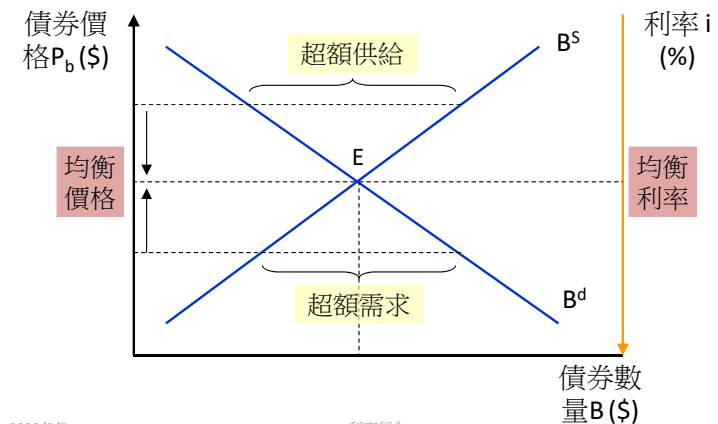 債券價
格Pb ($)
利率 i
(%)
超額供給
BS
E
均衡
價格
均衡
利率
超額需求
Bd
債券數
量B ($)